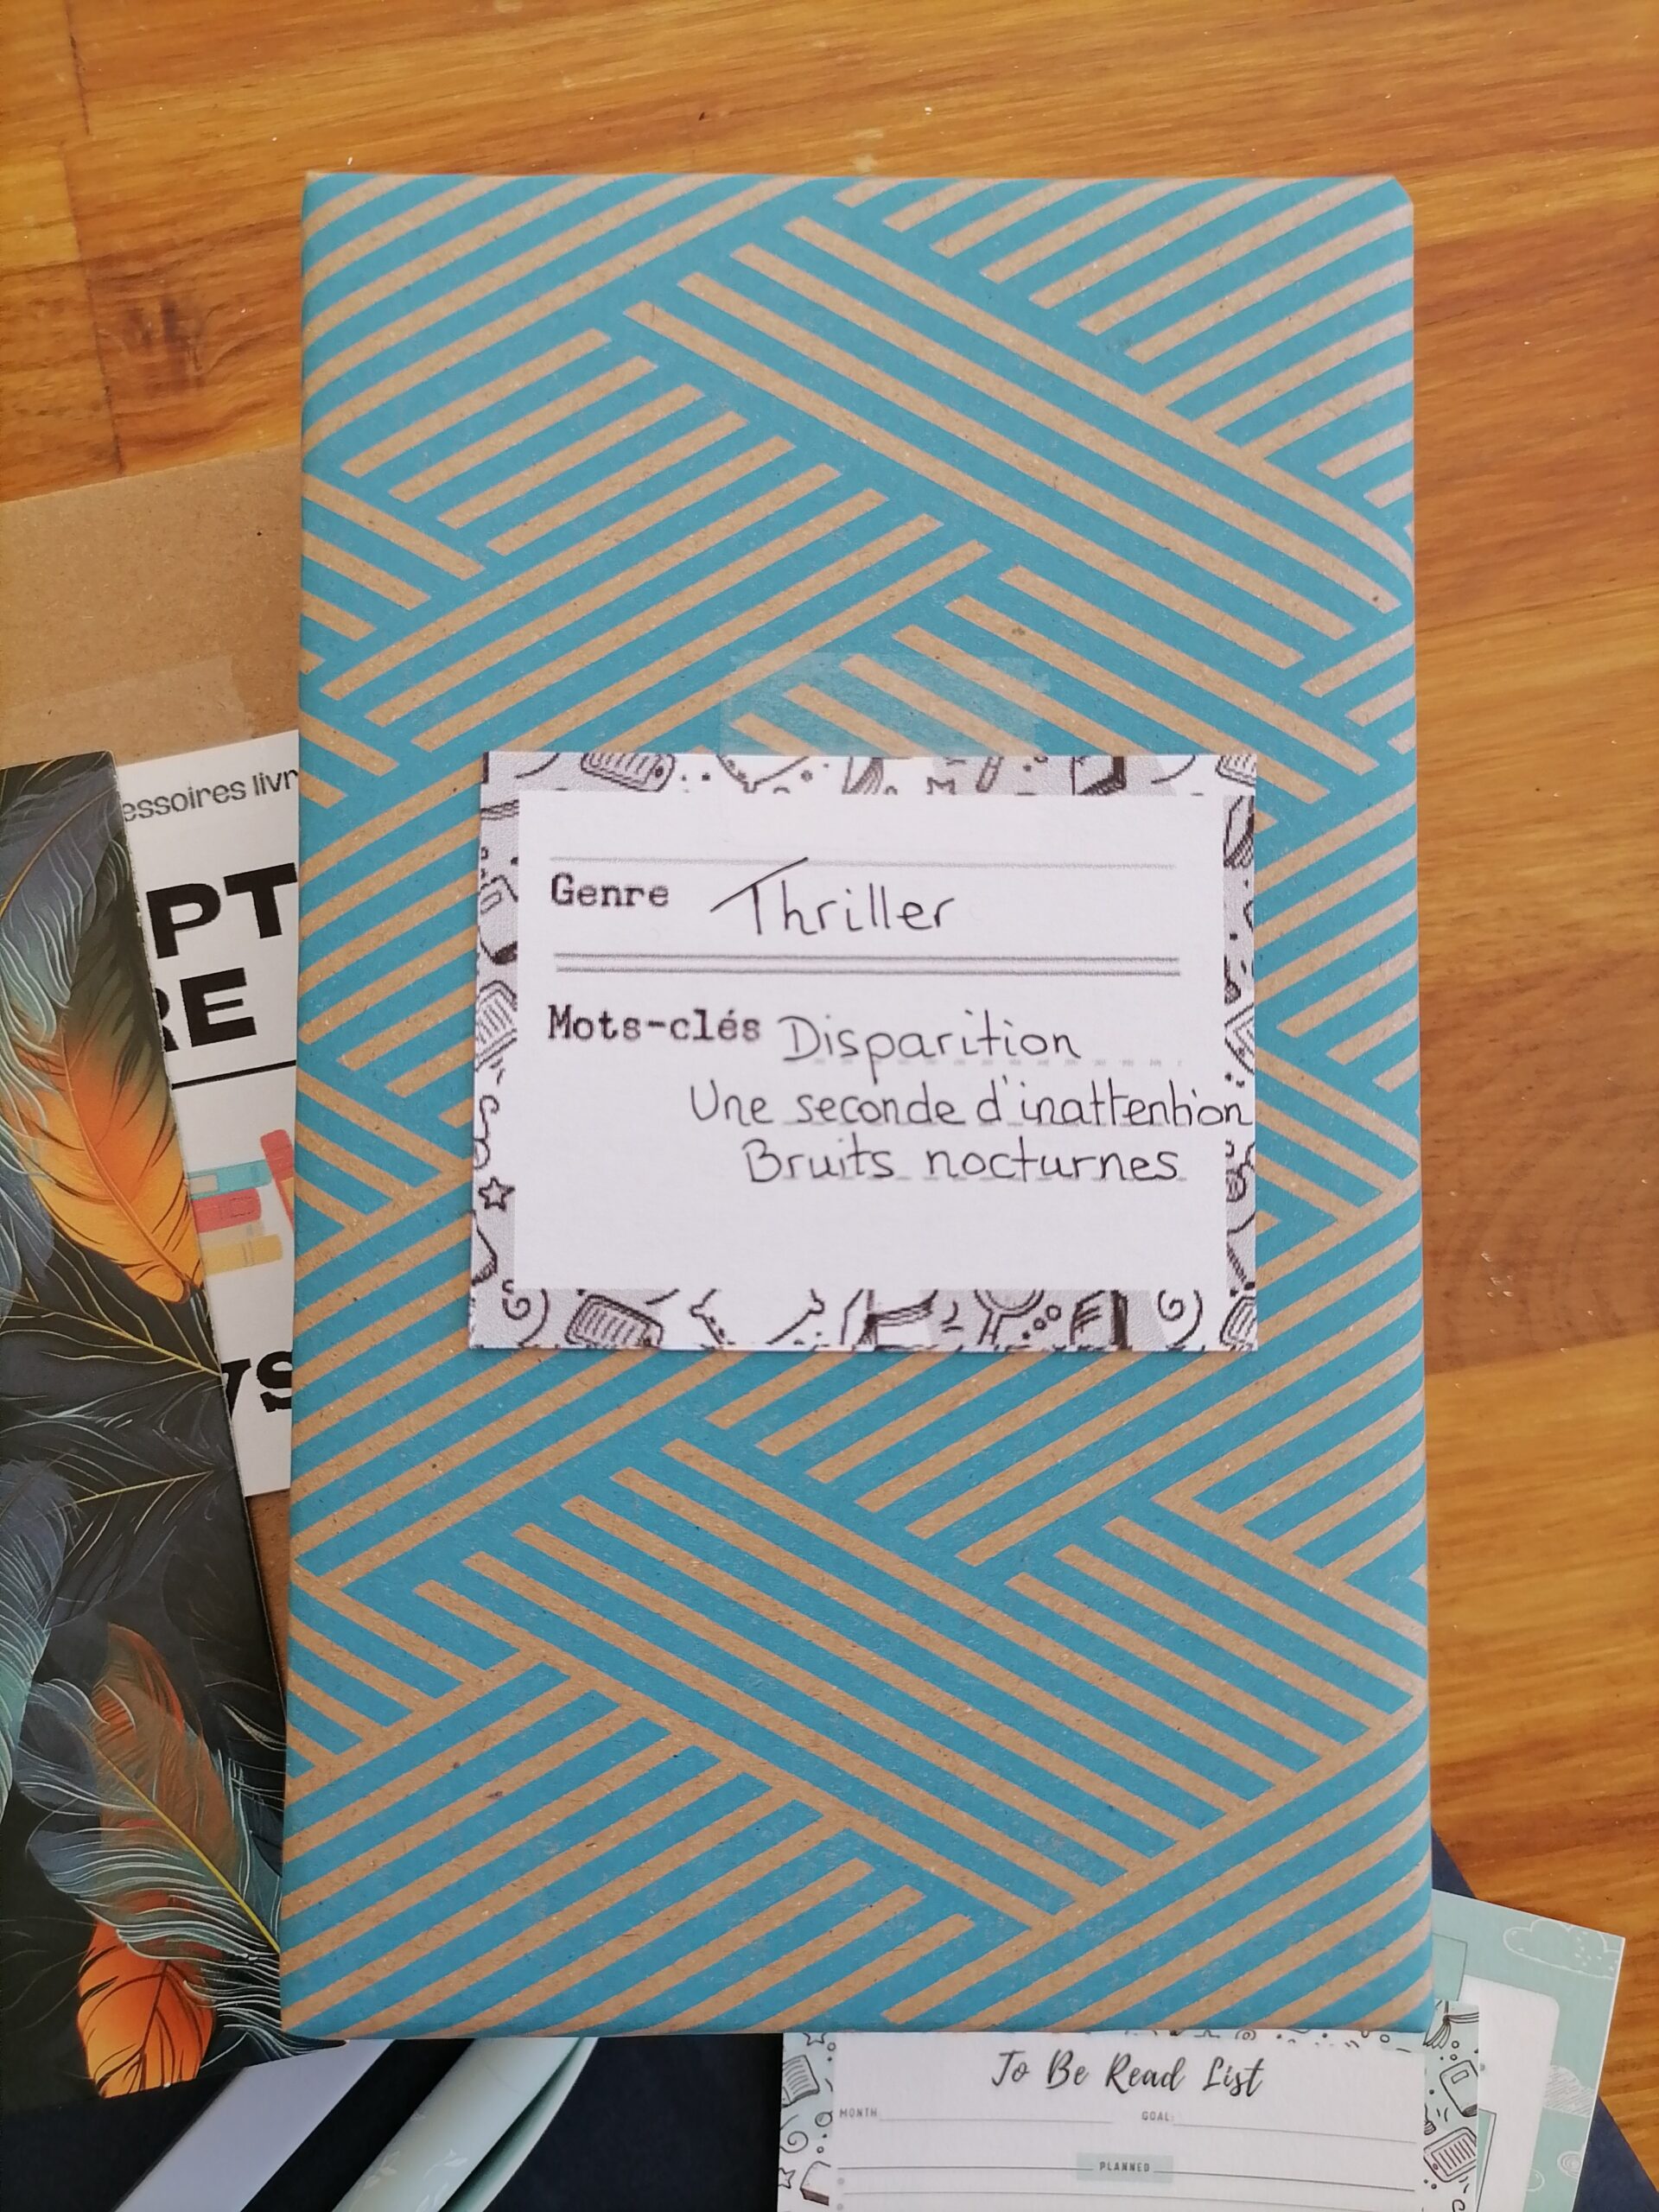 essoires livr
PT
RE
ys
Genre Thriller
Mots-clés Disparition
Une seconde d'inattention
Bruits nocturnes
To Be Read List
MONTH GOAL:
PLANNED